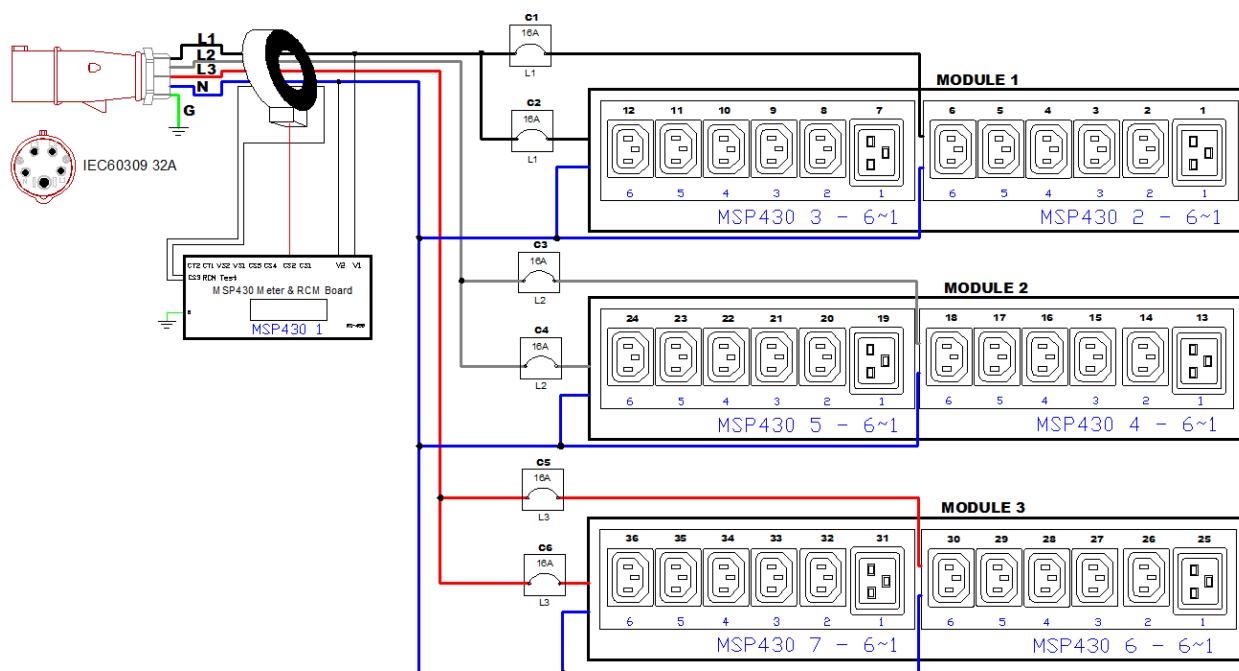 L1
L2
L3
N
G
IEC60309 32A
C1
16A
L1
C2
16A
L1
MODULE 1
12 11 10 9 8 7 6 5 4 3 2 1
6 5 4 3 2 1 6 5 4 3 2 1
MSP430 3 - 6~1 MSP430 2 - 6~1
CT2 CT1 VS2 VS1 CS5 CS4 CS2 CS1 V2 V1
CS3 RCM Test
MSP430 Meter & RCM Board
MSP430 1
C3
16A
L2
C4
16A
L2
MODULE 2
24 23 22 21 20 19 18 17 16 15 14 13
6 5 4 3 2 1 6 5 4 3 2 1
MSP430 5 - 6~1 MSP430 4 - 6~1
C5
16A
L3
C6
16A
L3
MODULE 3
36 35 34 33 32 31 30 29 28 27 26 25
6 5 4 3 2 1 6 5 4 3 2 1
MSP430 7 - 6~1 MSP430 6 - 6~1